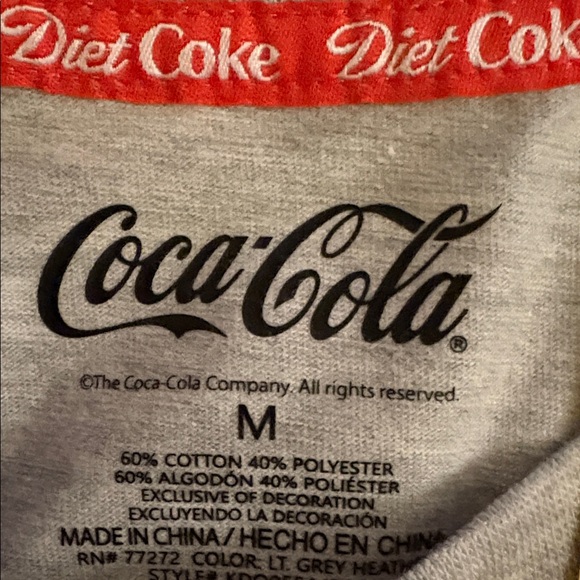 Diet Coke Diet Cok
Coca-Cola®
©The Coca-Cola Company. All rights reserved.
M
60% COTTON 40% POLYESTER
60% ALGODÓN 40% POLIÉSTER
EXCLUSIVE OF DECORATION
EXCLUYENDO LA DECORACIÓN
MADE IN CHINA / HECHO EN CHINA
RN# 77272 COLOR: LT. GREY HEATH
STYLE#